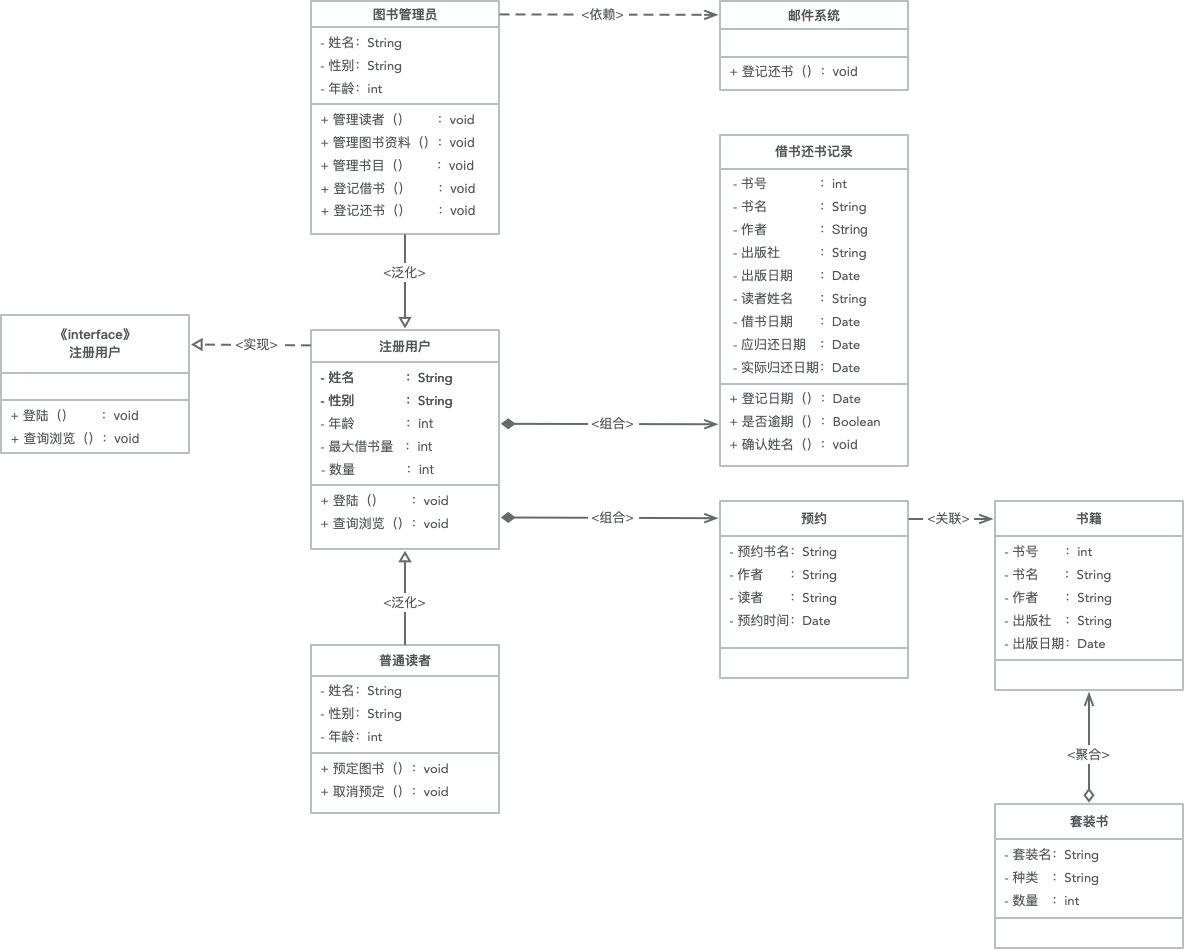 图书管理员
- 姓名：String
- 性别：String
- 年龄：int
+ 管理读者（） ：void
+ 管理图书资料（）：void
+ 管理书目（） ：void
+ 登记借书（） ：void
+ 登记还书（） ：void
<依赖>
邮件系统
+ 登记还书（）：void
<泛化>
借书还书记录
- 书号 ：int
- 书名 ：String
- 作者 ：String
- 出版社 ：String
- 出版日期 ：Date
- 读者姓名 ：String
- 借书日期 ：Date
- 应归还日期 ：Date
- 实际归还日期：Date
+ 登记日期（）：Date
+ 是否逾期（）：Boolean
+ 确认姓名（）：void
《interface》
注册用户
+ 登陆（） ：void
+ 查询浏览（）：void
<实现>
注册用户
- 姓名 ：String
- 性别 ：String
- 年龄 ：int
- 最大借书量 ：int
- 数量 ：int
+ 登陆（） ：void
+ 查询浏览（）：void
<组合>
<组合>
预约
- 预约书名：String
- 作者 ：String
- 读者 ：String
- 预约时间：Date
<关联>
书籍
- 书号 ：int
- 书名 ：String
- 作者 ：String
- 出版社 ：String
- 出版日期：Date
<泛化>
普通读者
- 姓名：String
- 性别：String
- 年龄：int
+ 预定图书（）：void
+ 取消预定（）：void
<聚合>
套装书
- 套装名：String
- 种类 ：String
- 数量 ：int